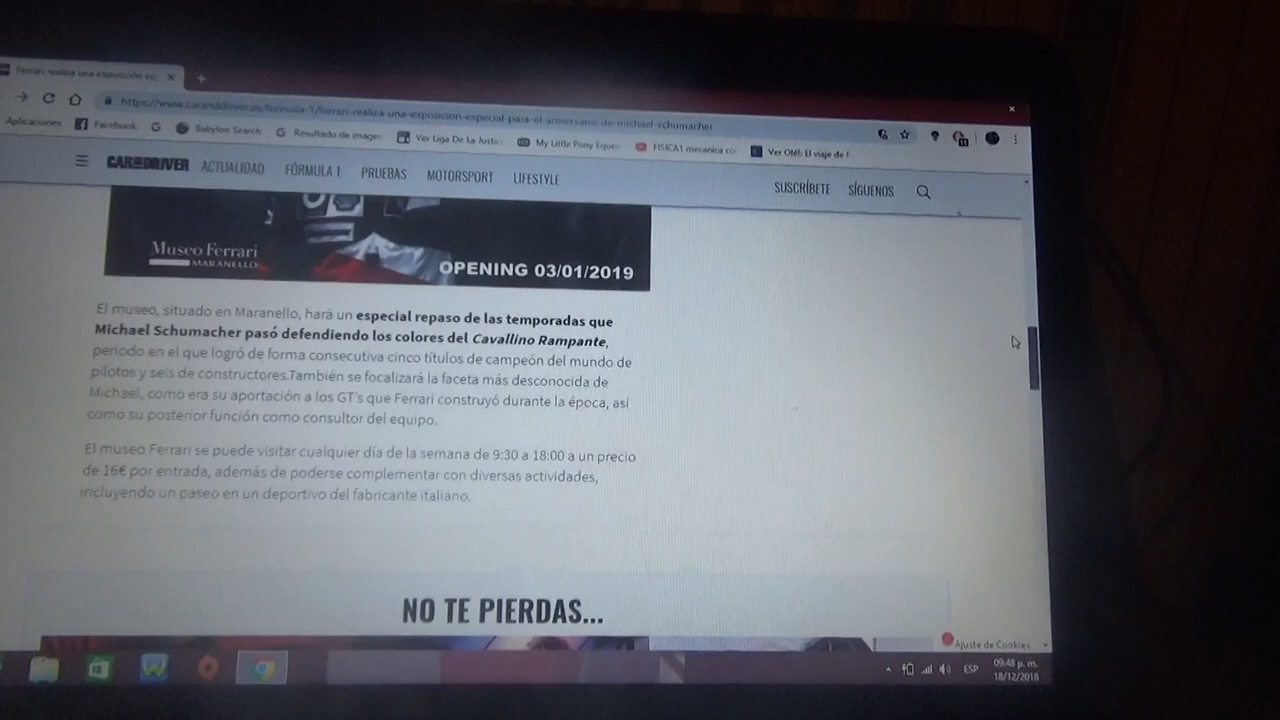 Ferrari realiza una exposición es
https://www.caranddriver.es/formula-1/ferrari-realiza-una-exposicion-especial-para-el-aniversario-de-michael-schumacher
Aplicaciones Facebook Babylon Search Resultado de image Ver Liga De La Justic My Little Pony Eques FISICA1 mecanica co Ver Olé!: El viaje de f
CAR AND DRIVER ACTUALIDAD FÓRMULA 1 PRUEBAS MOTORSPORT LIFESTYLE SUSCRÍBETE SÍGUENOS
Museo Ferrari
MARANELLO
OPENING 03/01/2019
El museo, situado en Maranello, hará un especial repaso de las temporadas que
Michael Schumacher pasó defendiendo los colores del Cavallino Rampante,
periodo en el que logró de forma consecutiva cinco títulos de campeón del mundo de
pilotos y seis de constructores.También se focalizará la faceta más desconocida de
Michael, como era su aportación a los GT's que Ferrari construyó durante la época, así
como su posterior función como consultor del equipo.
El museo Ferrari se puede visitar cualquier día de la semana de 9:30 a 18:00 a un precio
de 16€ por entrada, además de poderse complementar con diversas actividades,
incluyendo un paseo en un deportivo del fabricante italiano.
NO TE PIERDAS...
Ajuste de Cookies
ESP
09:48 p. m.
18/12/2018